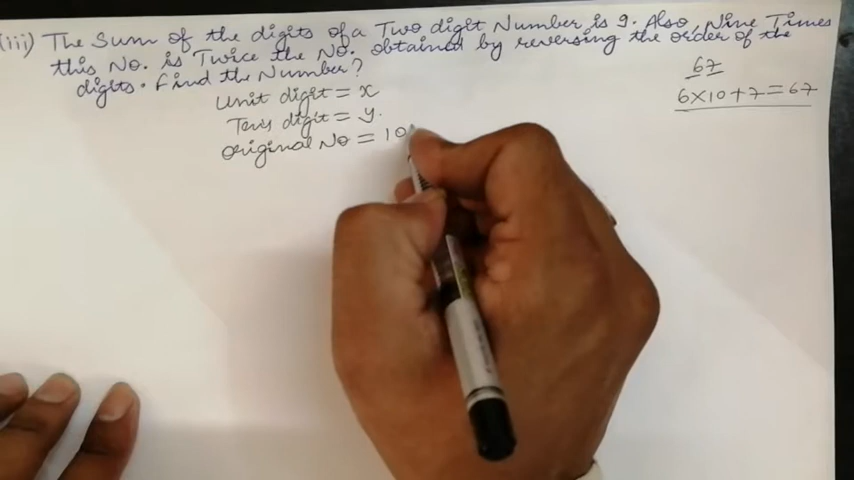 (iii) The Sum of the digits of a Two digit Number is 9. Also, Nine Times
this No. is Twice the No. obtained by reversing the order of the
digits. Find the Number?
67
6×10+7=67
Unit digit = x
Ten's digit = y.
Original No = 10